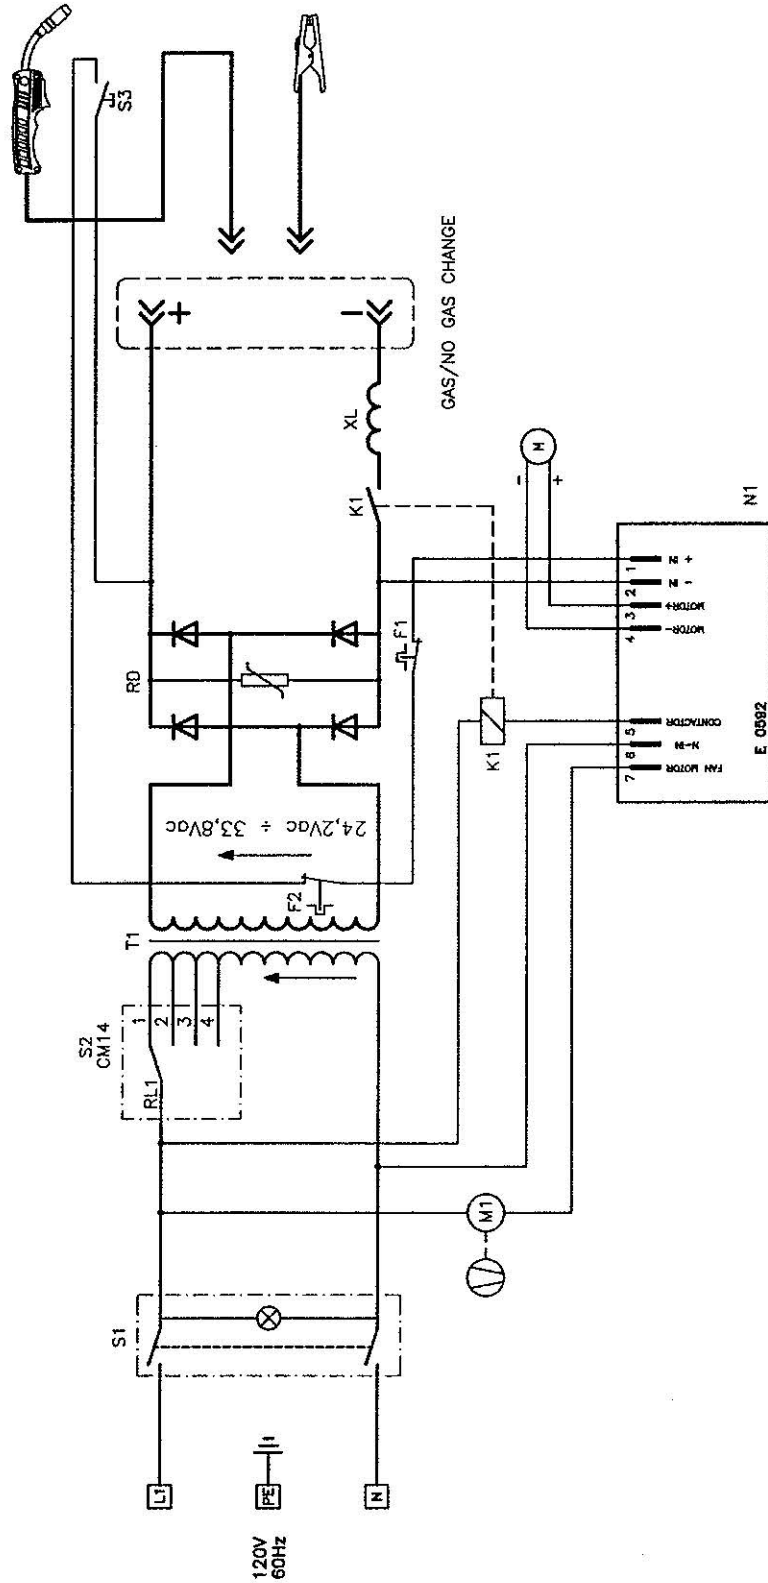 120V
60Hz
L1
PE
N
S1
M1
S2
CM14
RL1
1
2
3
4
T1
24,2Vac ÷ 33,8Vac
F2
RD
F1
K1
K1
XL
+
-
GAS/NO GAS CHANGE
S3
M
-
+
N1
E 0592
1 + IN
2 - IN
3 MOTOR+
4 MOTOR-
5 CONTACTOR
6 N-IN
7 FAN MOTOR